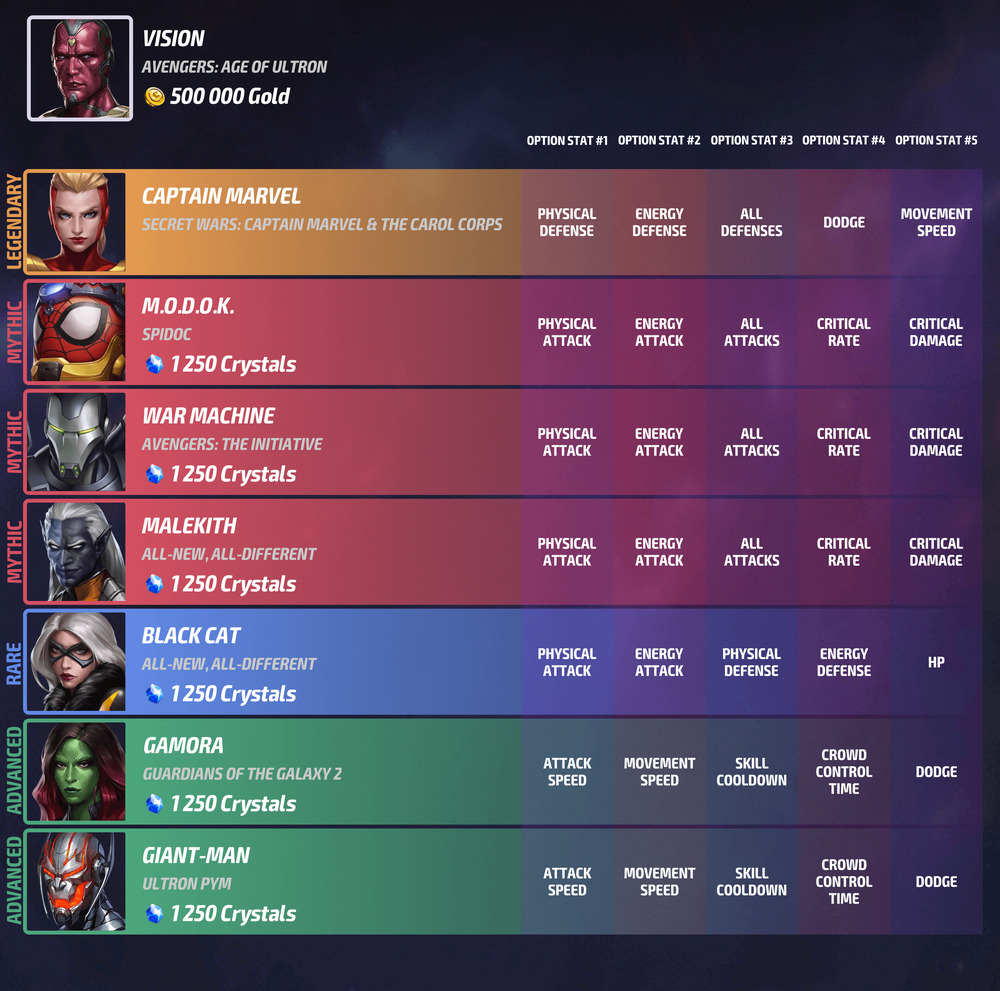 VISION
AVENGERS: AGE OF ULTRON
500 000 Gold
OPTION STAT #1 OPTION STAT #2 OPTION STAT #3 OPTION STAT #4 OPTION STAT #5
LEGENDARY
CAPTAIN MARVEL
SECRET WARS: CAPTAIN MARVEL & THE CAROL CORPS
PHYSICAL DEFENSE
ENERGY DEFENSE
ALL DEFENSES
DODGE
MOVEMENT SPEED
MYTHIC
M.O.D.O.K.
SPIDOC
1 250 Crystals
PHYSICAL ATTACK
ENERGY ATTACK
ALL ATTACKS
CRITICAL RATE
CRITICAL DAMAGE
MYTHIC
WAR MACHINE
AVENGERS: THE INITIATIVE
1 250 Crystals
PHYSICAL ATTACK
ENERGY ATTACK
ALL ATTACKS
CRITICAL RATE
CRITICAL DAMAGE
MYTHIC
MALEKITH
ALL-NEW, ALL-DIFFERENT
1 250 Crystals
PHYSICAL ATTACK
ENERGY ATTACK
ALL ATTACKS
CRITICAL RATE
CRITICAL DAMAGE
RARE
BLACK CAT
ALL-NEW, ALL-DIFFERENT
1 250 Crystals
PHYSICAL ATTACK
ENERGY ATTACK
PHYSICAL DEFENSE
ENERGY DEFENSE
HP
ADVANCED
GAMORA
GUARDIANS OF THE GALAXY 2
1 250 Crystals
ATTACK SPEED
MOVEMENT SPEED
SKILL COOLDOWN
CROWD CONTROL TIME
DODGE
ADVANCED
GIANT-MAN
ULTRON PYM
1 250 Crystals
ATTACK SPEED
MOVEMENT SPEED
SKILL COOLDOWN
CROWD CONTROL TIME
DODGE